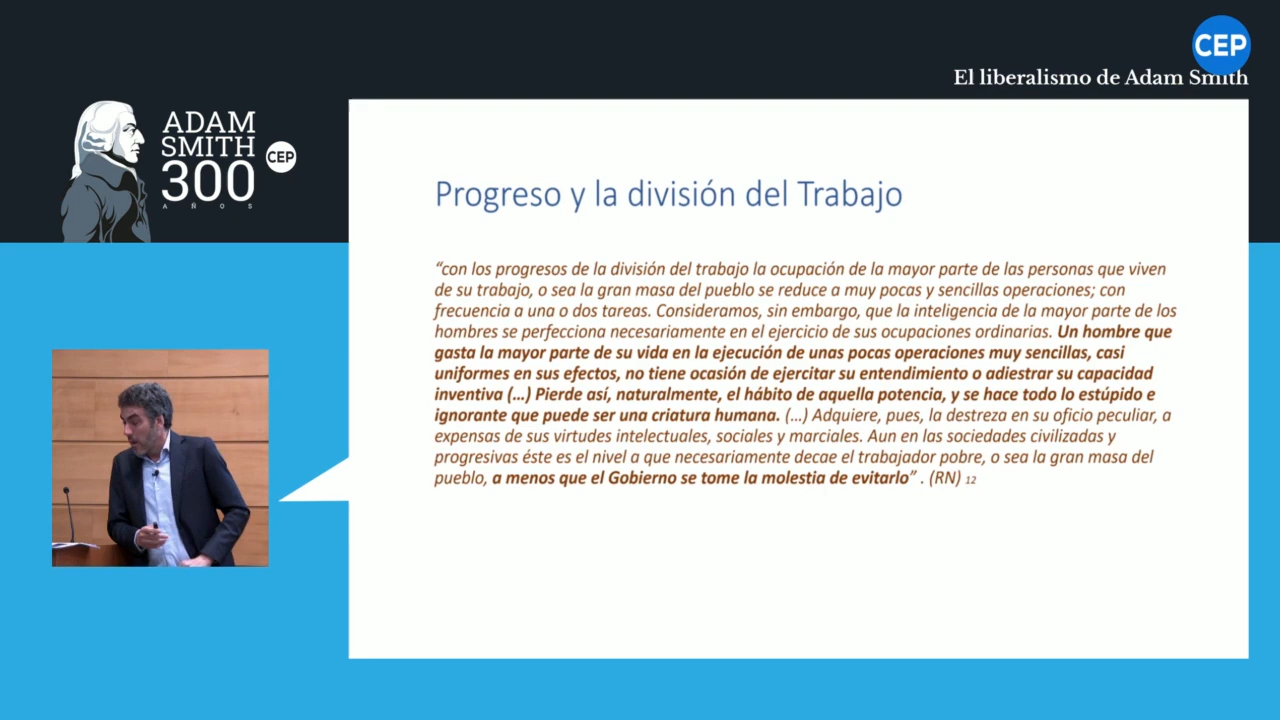 CEP
El liberalismo de Adam Smith
ADAM
SMITH
300
AÑOS
CEP
Progreso y la división del Trabajo
“con los progresos de la división del trabajo la ocupación de la mayor parte de las personas que viven
de su trabajo, o sea la gran masa del pueblo se reduce a muy pocas y sencillas operaciones; con
frecuencia a una o dos tareas. Consideramos, sin embargo, que la inteligencia de la mayor parte de los
hombres se perfecciona necesariamente en el ejercicio de sus ocupaciones ordinarias. Un hombre que
gasta la mayor parte de su vida en la ejecución de unas pocas operaciones muy sencillas, casi
uniformes en sus efectos, no tiene ocasión de ejercitar su entendimiento o adiestrar su capacidad
inventiva (...) Pierde así, naturalmente, el hábito de aquella potencia, y se hace todo lo estúpido e
ignorante que puede ser una criatura humana. (...) Adquiere, pues, la destreza en su oficio peculiar, a
expensas de sus virtudes intelectuales, sociales y marciales. Aun en las sociedades civilizadas y
progresivas éste es el nivel a que necesariamente decae el trabajador pobre, o sea la gran masa del
pueblo, a menos que el Gobierno se tome la molestia de evitarlo” . (RN) 12